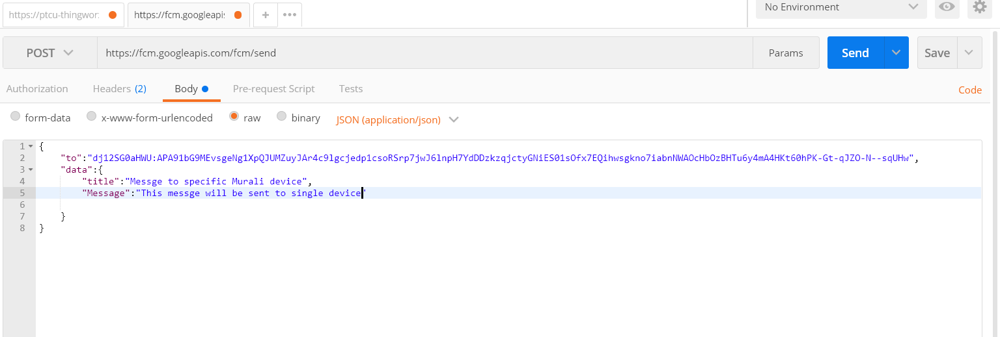 https://ptcu-thingwor:
https://fcm.googleapi:
No Environment
POST
https://fcm.googleapis.com/fcm/send
Params
Send
Save
Authorization
Headers (2)
Body
Pre-request Script
Tests
Code
form-data
x-www-form-urlencoded
raw
binary
JSON (application/json)
1 {
2 "to":"dj12SG0aHWU:APA91bG9MEvsgeNg1XpQJUMZuyJAr4c9lgcjedp1csoRSrp7jwJ6lnpH7YdDDzkzqjctyGNiES01sOfx7EQihwsgkno7iabnNWAOcHbOzBHTu6y4mA4HKt60hPK-Gt-qJZO-N--sqUHw",
3 "data":{
4 "title":"Messge to specific Murali device",
5 "Message":"This messge will be sent to single device"
6
7 }
8 }